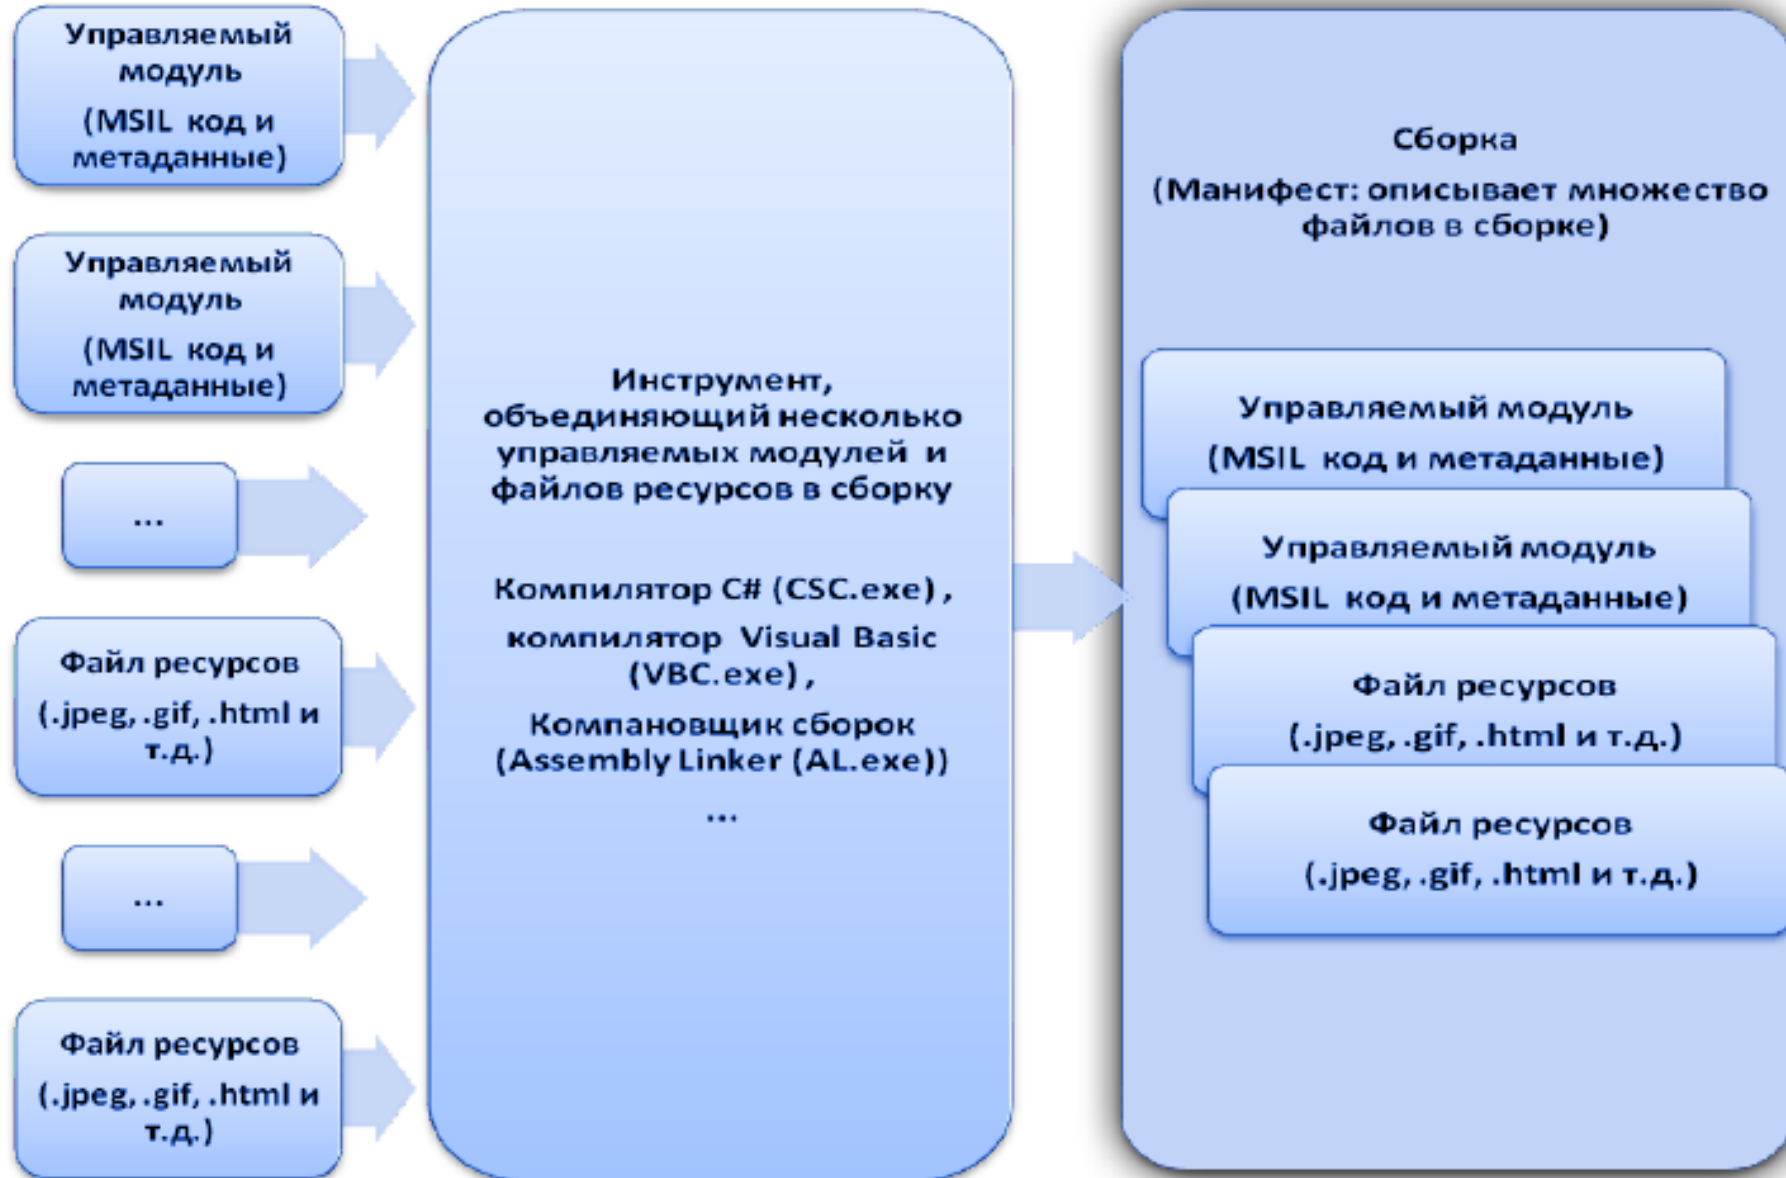 Управляемый
модуль
(MSIL код и
метаданные)
Управляемый
модуль
(MSIL код и
метаданные)
...
Файл ресурсов
(.jpeg, .gif, .html и
т.д.)
...
Файл ресурсов
(.jpeg, .gif, .html и
т.д.)
Инструмент,
объединяющий несколько
управляемых модулей и
файлов ресурсов в сборку
Компилятор C# (CSC.exe) ,
компилятор Visual Basic
(VBC.exe) ,
Компановщик сборок
(Assembly Linker (AL.exe))
...
Сборка
(Манифест: описывает множество
файлов в сборке)
Управляемый модуль
(MSIL код и метаданные)
Управляемый модуль
(MSIL код и метаданные)
Файл ресурсов
(.jpeg, .gif, .html и т.д.)
Файл ресурсов
(.jpeg, .gif, .html и т.д.)